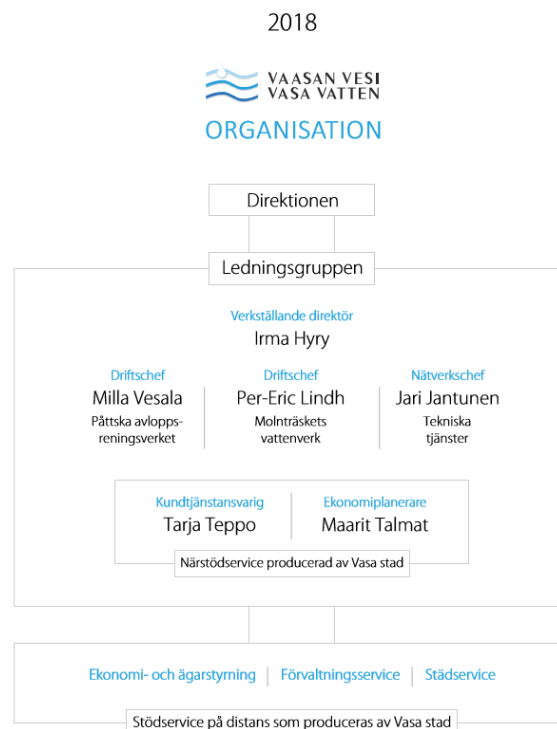 2018
VAASAN VESI
VASA VATTEN
ORGANISATION
Direktionen
Ledningsgruppen
Verkställande direktör
Irma Hyry
Driftschef
Milla Vesala
Påttska avlopps-
reningsverket
Driftschef
Per-Eric Lindh
Molnträskets
vattenverk
Nätverkschef
Jari Jantunen
Tekniska
tjänster
Kundtjänstansvarig
Tarja Teppo
Ekonomiplanerare
Maarit Talmat
Närstödservice producerad av Vasa stad
Ekonomi- och ägarstyrning
Förvaltningsservice
Städservice
Stödservice på distans som produceras av Vasa stad